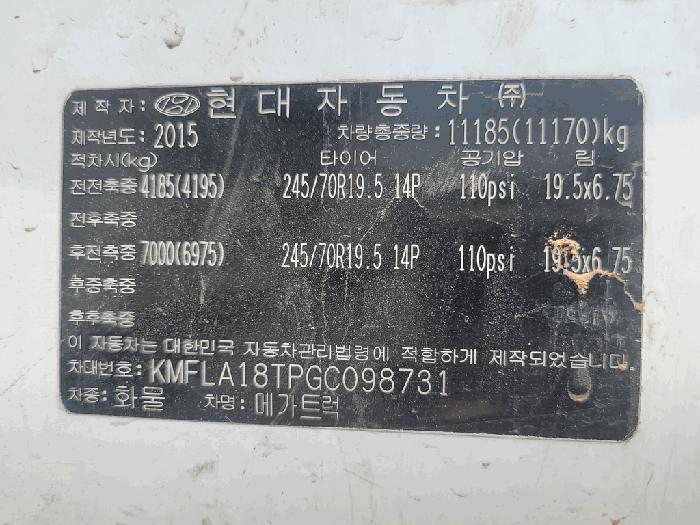 제작자: 현대자동차 ㈜
제작년도: 2015 차량총중량: 11185(11170)kg
적차시(kg) 타이어 공기압 림
전전축중 4185(4195) 245/70R19.5 14P 110psi 19.5x6.75
전후축중
후전축중 7000(6975) 245/70R19.5 14P 110psi 19.5x6.75
후중축중
후후축중
이 자동차는 대한민국 자동차관리법령에 적합하게 제작되었습니다.
차대번호: KMFLA18TPGC098731
차종: 화물 차명: 메가트럭